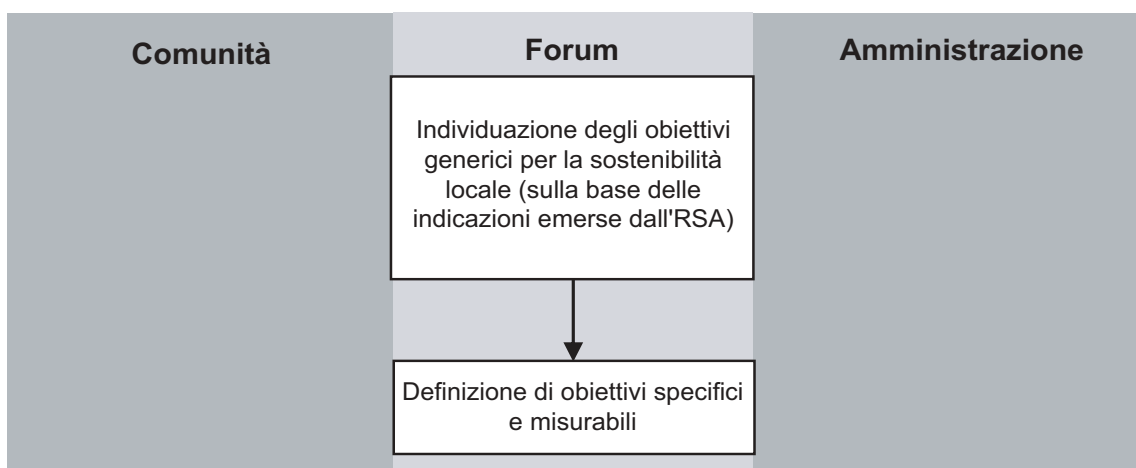 Comunità
Forum
Amministrazione
Individuazione degli obiettivi
generici per la sostenibilità
locale (sulla base delle
indicazioni emerse dall'RSA)
Definizione di obiettivi specifici
e misurabili